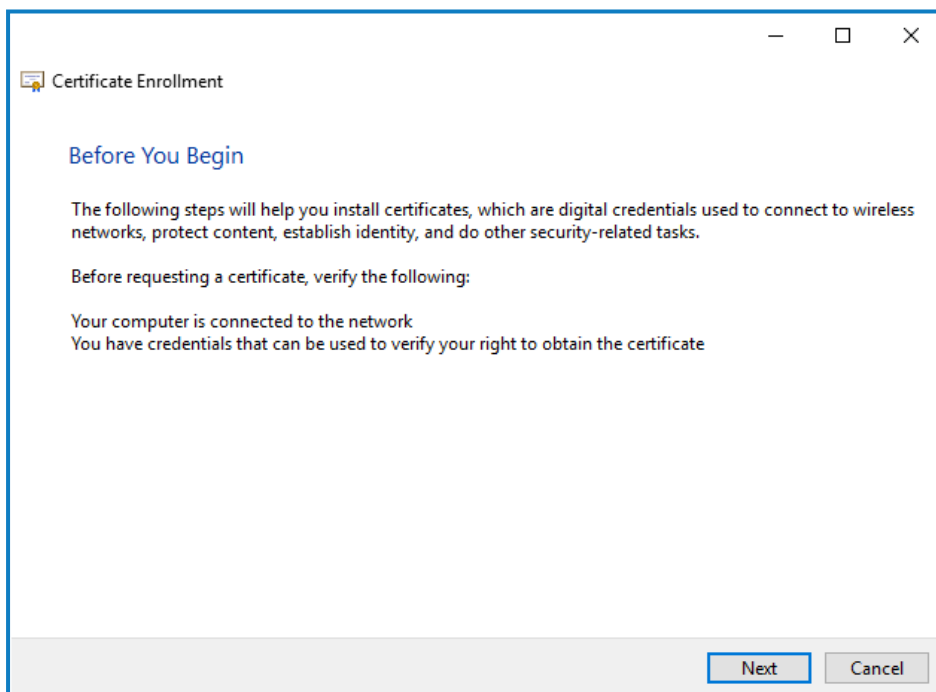 Certificate Enrollment
Before You Begin
The following steps will help you install certificates, which are digital credentials used to connect to wireless
networks, protect content, establish identity, and do other security-related tasks.
Before requesting a certificate, verify the following:
Your computer is connected to the network
You have credentials that can be used to verify your right to obtain the certificate
Next
Cancel